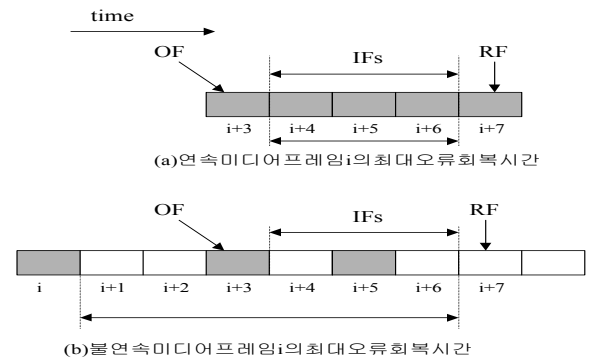 time
OF IFs RF
i+3 i+4 i+5 i+6 i+7
(a)연속미디어프레임i의최대오류회복시간
OF IFs RF
i i+1 i+2 i+3 i+4 i+5 i+6 i+7
(b)불연속미디어프레임i의최대오류회복시간